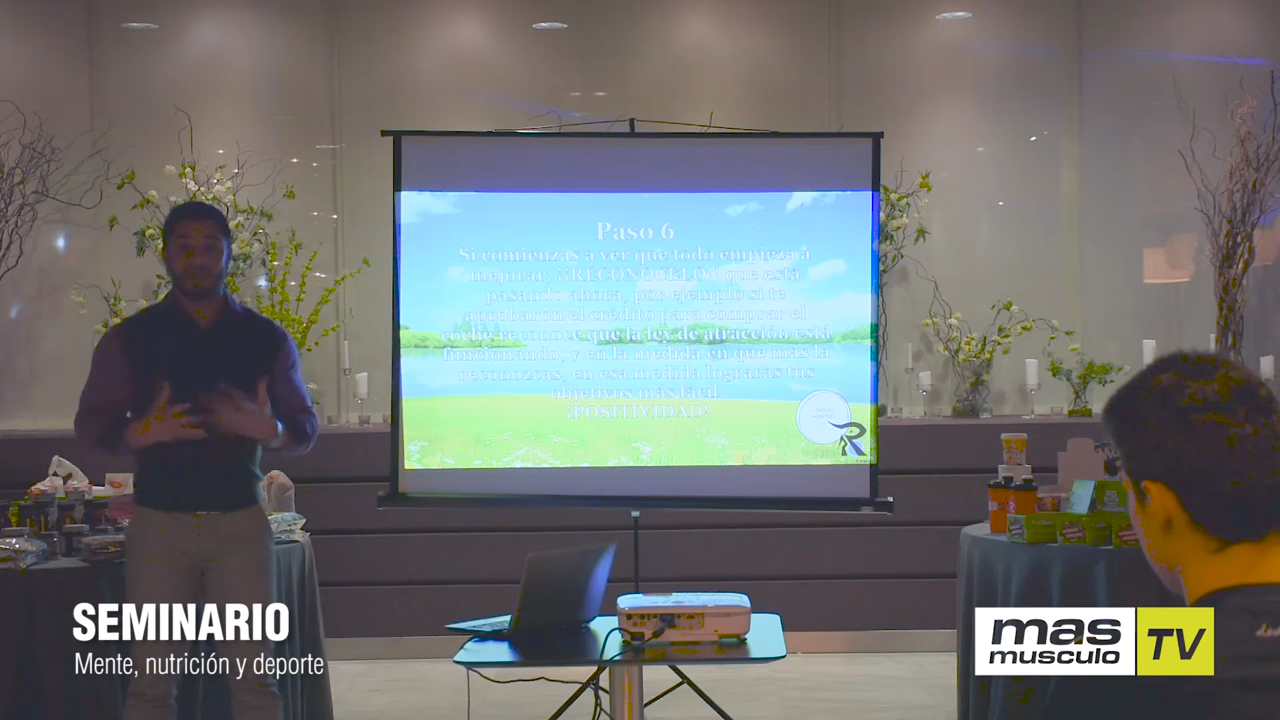 Paso 6
Si comienzas a ver que todo empieza a
mejorar, ¡¡RECONOCELO!! que está
pasando ahora, por ejemplo si te
aprobaron el crédito para comprar el
coche reconoce que la ley de atracción está
funcionando, y en la medida en que más la
reconozcas, en esa medida lograras tus
objetivos más fácil.
¡POSITIVIDAD!
SEMINARIO
Mente, nutrición y deporte
mas
musculo
TV